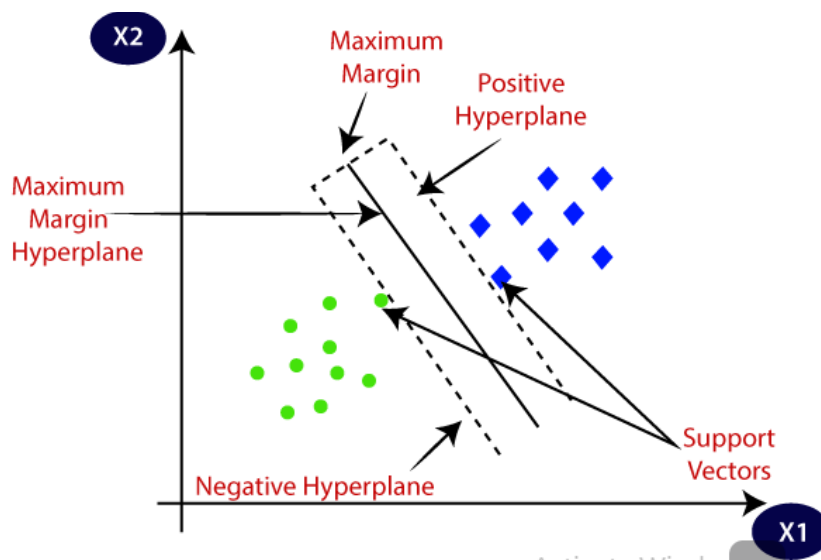 X2
Maximum
Margin
Positive
Hyperplane
Maximum
Margin
Hyperplane
Support
Vectors
Negative Hyperplane
X1